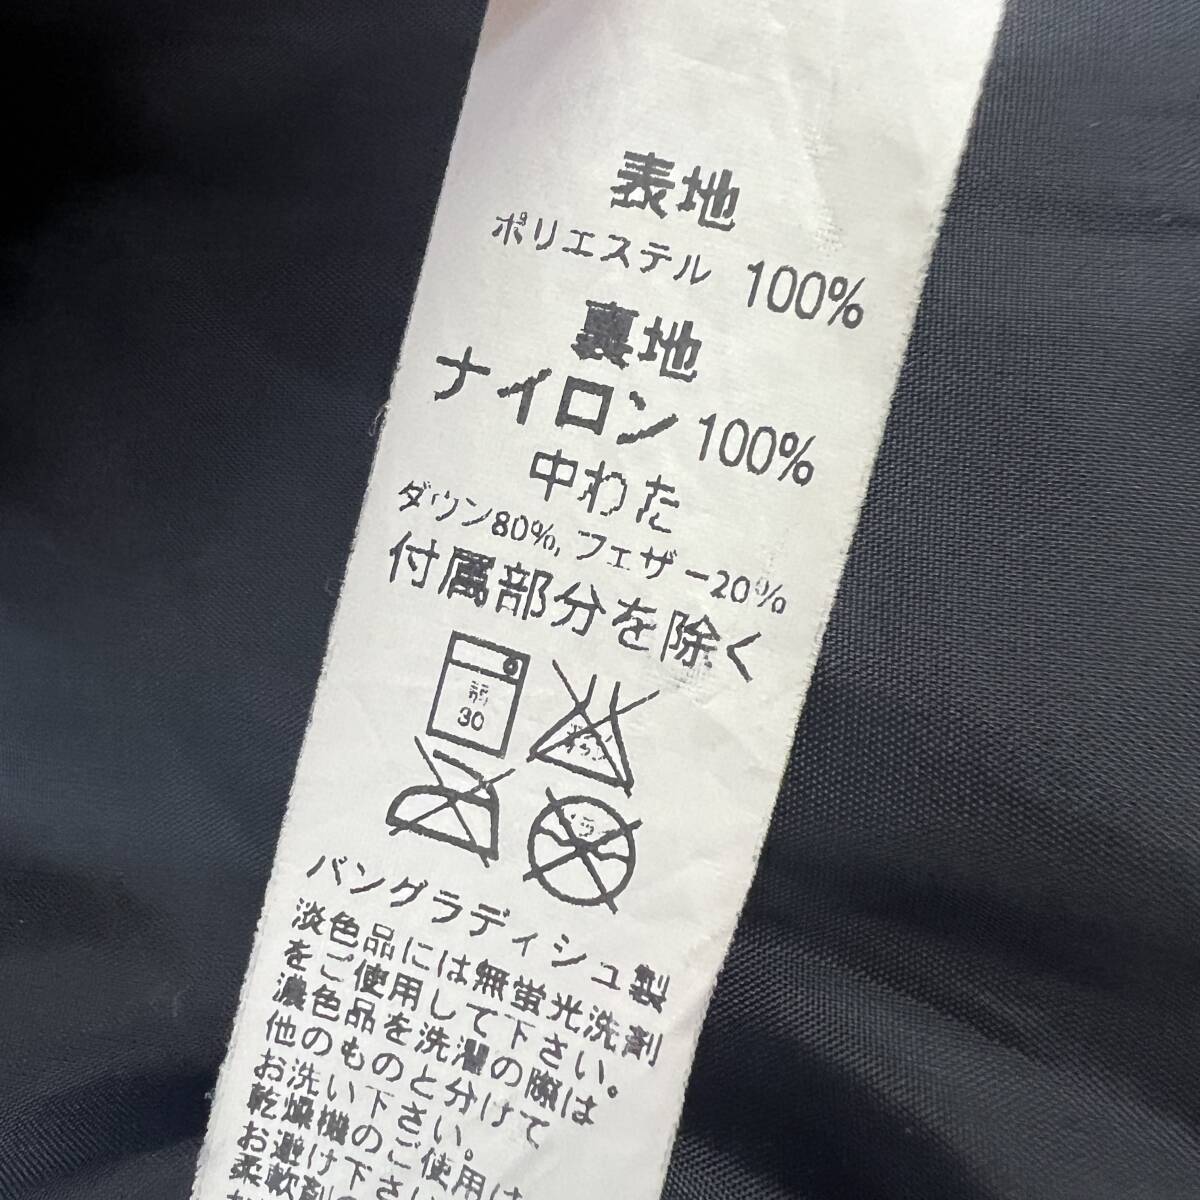 表地
ポリエステル 100%
裏地
ナイロン 100%
中わた
ダウン80%, フェザー20%
付属部分を除く
弱
30
バングラディシュ製
淡色品には無蛍光洗剤
をご使用して下さい。
濃色品を洗濯の際は
他のものと分けて
お洗い下さい。
乾燥機のご使用は
お避け下さい
柔軟剤の